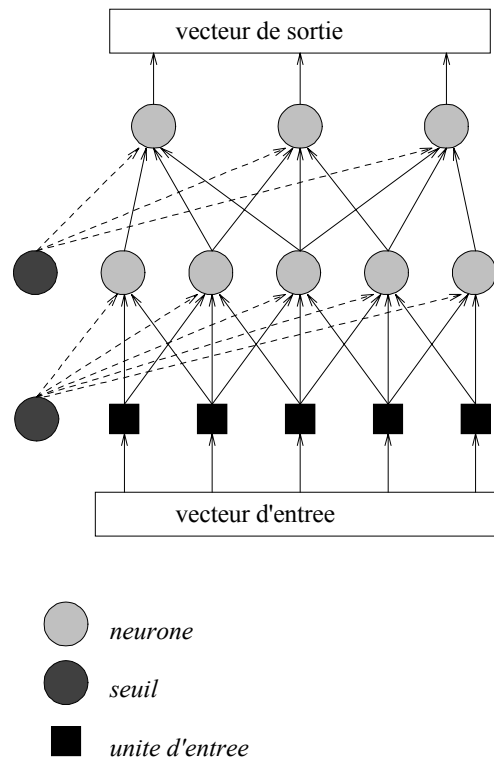 vecteur de sortie
vecteur d'entree
neurone
seuil
unite d'entree